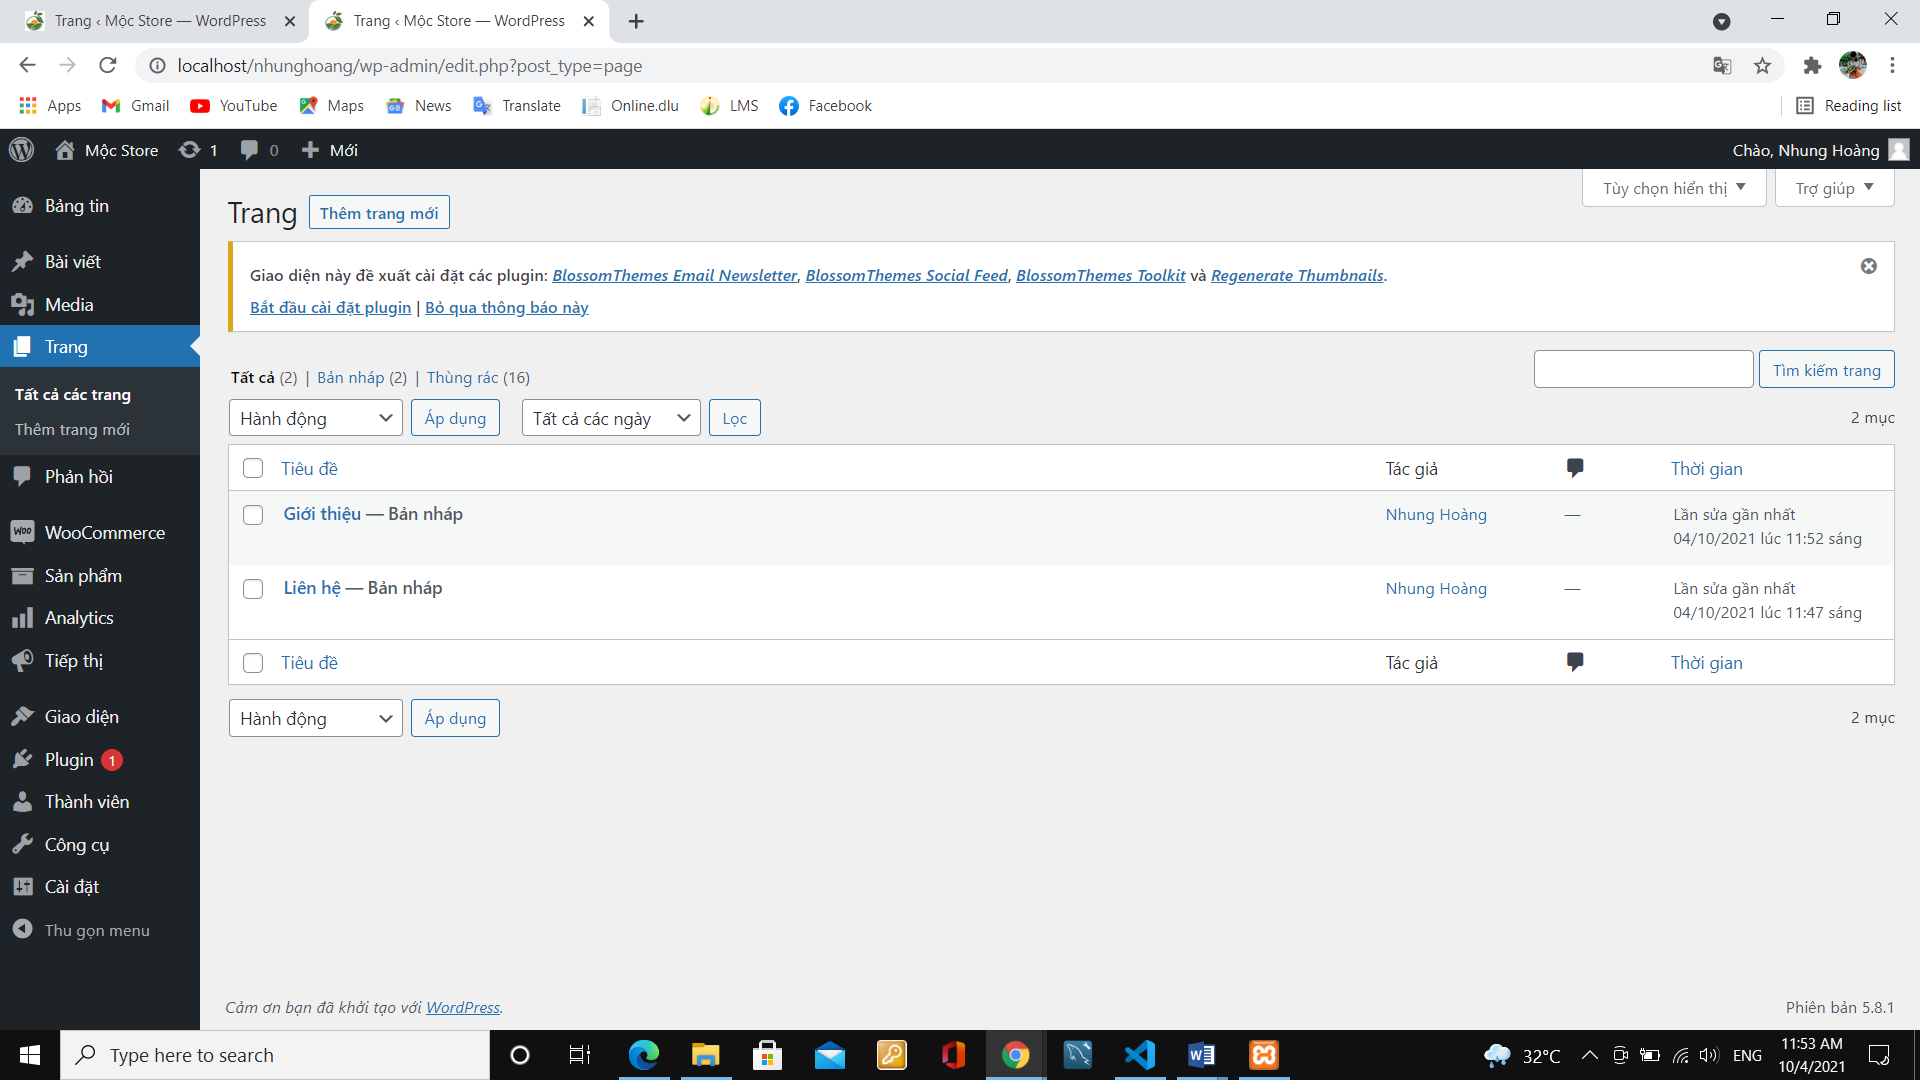 Trang ‹ Mộc Store — WordPress
Trang ‹ Mộc Store — WordPress
localhost/nhunghoang/wp-admin/edit.php?post_type=page
Apps Gmail YouTube Maps News Translate Online.dlu LMS Facebook Reading list
Mộc Store 1 0 Mới Chào, Nhung Hoàng
Bảng tin
Bài viết
Media
Trang
Tất cả các trang
Thêm trang mới
Phản hồi
WooCommerce
Sản phẩm
Analytics
Tiếp thị
Giao diện
Plugin 1
Thành viên
Công cụ
Cài đặt
Thu gọn menu
Tùy chọn hiển thị Trợ giúp
Trang Thêm trang mới
Giao diện này đề xuất cài đặt các plugin: BlossomThemes Email Newsletter, BlossomThemes Social Feed, BlossomThemes Toolkit và Regenerate Thumbnails.
Bắt đầu cài đặt plugin | Bỏ qua thông báo này
Tất cả (2) | Bản nháp (2) | Thùng rác (16)
Tìm kiếm trang
Hành động Áp dụng Tất cả các ngày Lọc 2 mục
Tiêu đề Tác giả Thời gian
Giới thiệu — Bản nháp Nhung Hoàng — Lần sửa gần nhất
04/10/2021 lúc 11:52 sáng
Liên hệ — Bản nháp Nhung Hoàng — Lần sửa gần nhất
04/10/2021 lúc 11:47 sáng
Tiêu đề Tác giả Thời gian
Hành động Áp dụng 2 mục
Cảm ơn bạn đã khởi tạo với WordPress. Phiên bản 5.8.1
Type here to search 32°C ENG 11:53 AM
10/4/2021